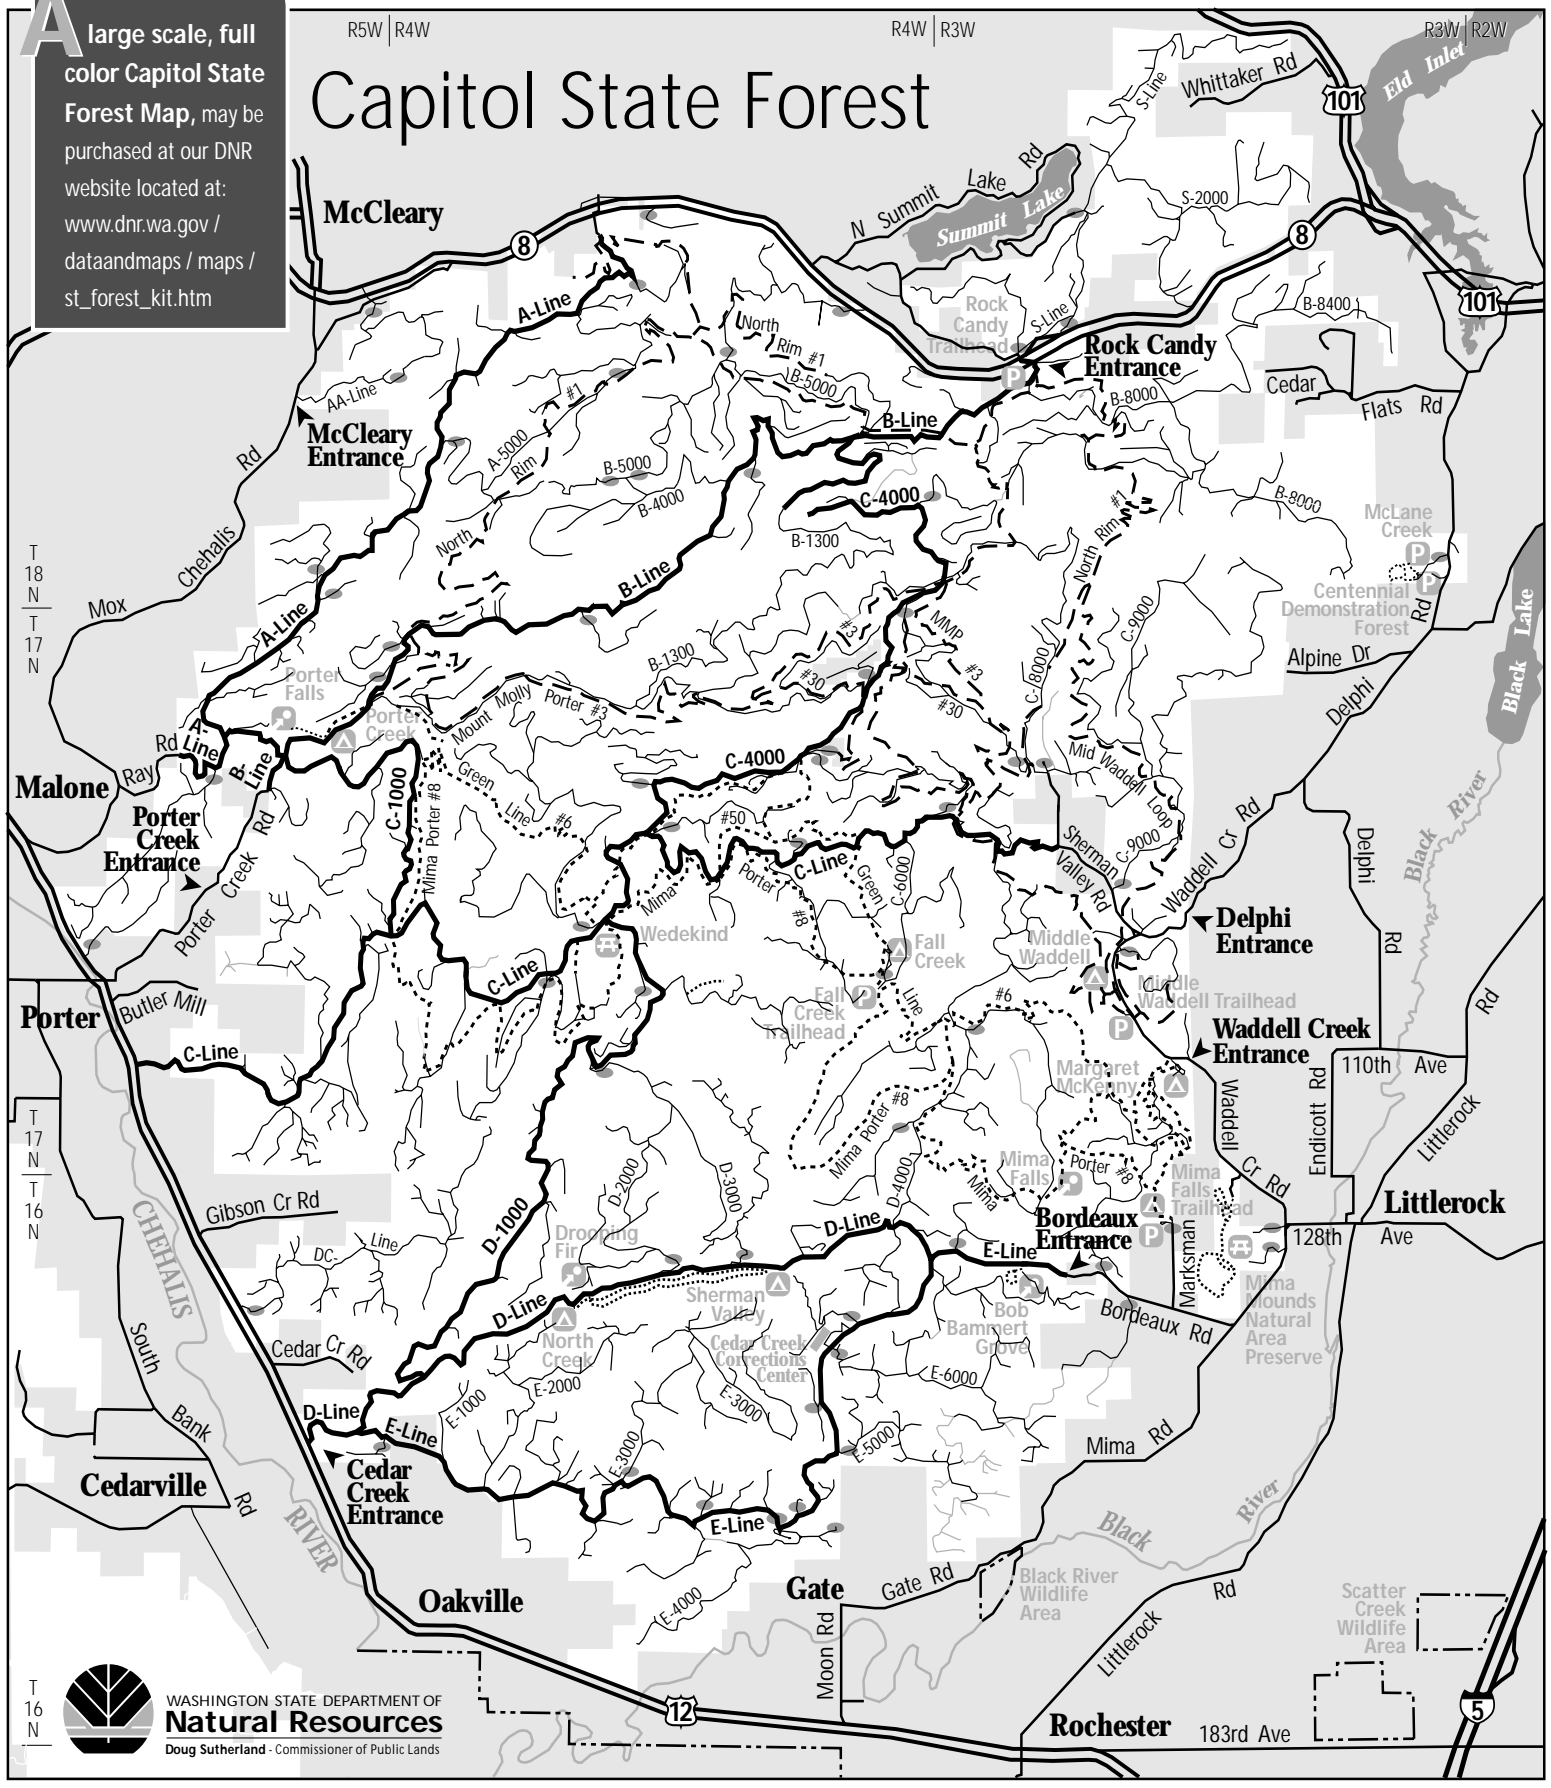 A large scale, full
color Capitol State
Forest Map, may be
purchased at our DNR
website located at:
www.dnr.wa.gov /
dataandmaps / maps /
st_forest_kit.htm
R5W | R4W
R4W | R3W
R3W | R2W
Capitol State Forest
Eld Inlet
101
Whittaker Rd
S-Line
N Summit Lake Rd
Summit Lake
S-2000
McCleary
8
8
101
A-Line
Rock
Candy
Trailhead
S-Line
B-8400
North Rim #1
B-5000
Rock Candy
Entrance
P
AA-Line
#1
B-Line
B-8000
Cedar
Flats Rd
McCleary
Entrance
A-5000
North Rim
B-5000
B-4000
C-4000
#1
North Rim
B-8000
McLane
Creek
P
P
B-1300
T
18
N
T
17
N
Mox Chehalis Rd
A-Line
B-Line
Centennial
Demonstration
Forest
Black Lake
#3
MMP
C-9000
B-1300
#30
#3
C-8000
#30
Alpine Dr
Delphi Rd
Porter
Falls
Porter
Creek
Mount Molly Porter #3
A-
Line
Ray Rd
B-
Line
Malone
C-1000
Mima Porter #8
Green Line #6
C-4000
#50
Mid Waddell Loop
C-9000
Sherman
Valley Rd
Waddell Cr Rd
Delphi Rd
Black River
Porter
Creek
Entrance
Porter Creek Rd
Mima Porter #8
C-Line
Green Line
C-6000
Wedekind
Fall
Creek
Middle
Waddell
Delphi
Entrance
C-Line
Fall
Creek
Trailhead
P
#6
Middle
Waddell Trailhead
P
Porter
Butler Mill
C-Line
Waddell Creek
Entrance
Margaret
McKenny
110th Ave
Endicott Rd
Littlerock Rd
Waddell Cr Rd
T
17
N
T
16
N
Mima Porter #8
Gibson Cr Rd
D-1000
D-2000
D-3000
D-4000
Mima
Falls
Mima Porter #8
Mima
Falls
Trailhead
P
Littlerock
128th Ave
CHEHALIS
DC-Line
Drooping
Fir
D-Line
E-Line
Bordeaux
Entrance
Marksman
D-Line
Sherman
Valley
Bob
Bammert
Grove
Bordeaux Rd
Mima
Mounds
Natural
Area
Preserve
North
Creek
Cedar Creek
Corrections
Center
Cedar Cr Rd
South Bank Rd
E-1000
E-2000
E-3000
E-6000
D-Line
E-Line
E-3000
E-5000
Mima Rd
Cedarville
Cedar
Creek
Entrance
RIVER
E-Line
Black River
Oakville
E-4000
Gate
Gate Rd
Black River
Wildlife
Area
Scatter
Creek
Wildlife
Area
Moon Rd
Littlerock Rd
T
16
N
WASHINGTON STATE DEPARTMENT OF
Natural Resources
Doug Sutherland - Commissioner of Public Lands
12
Rochester
183rd Ave
5